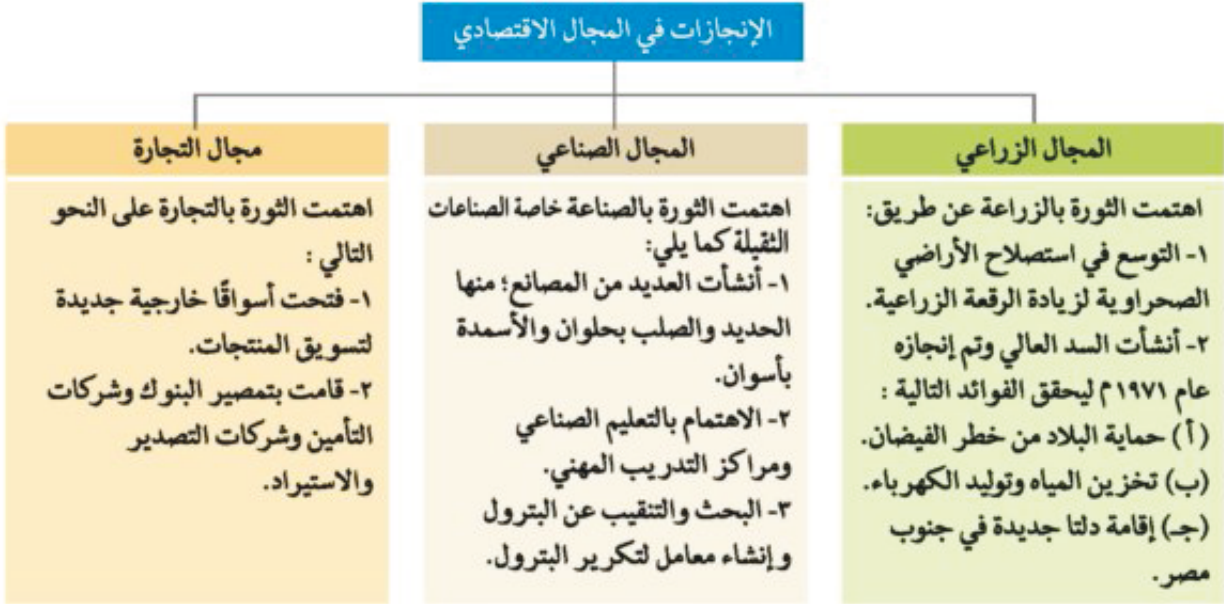 الإنجازات في المجال الاقتصادي
المجال الزراعي
اهتمت الثورة بالزراعة عن طريق:
١- التوسع في استصلاح الأراضي
الصحراوية لزيادة الرقعة الزراعية.
٢- أنشأت السد العالي وتم إنجازه
عام ١٩٧١م ليحقق الفوائد التالية :
(أ) حماية البلاد من خطر الفيضان.
(ب) تخزين المياه وتوليد الكهرباء.
(جـ) إقامة دلتا جديدة في جنوب
مصر.
المجال الصناعي
اهتمت الثورة بالصناعة خاصة الصناعات
الثقيلة كما يلي:
١- أنشأت العديد من المصانع؛ منها
الحديد والصلب بحلوان والأسمدة
بأسوان.
٢- الاهتمام بالتعليم الصناعي
ومراكز التدريب المهني.
٣- البحث والتنقيب عن البترول
وإنشاء معامل لتكرير البترول.
مجال التجارة
اهتمت الثورة بالتجارة على النحو
التالي :
١- فتحت أسواقًا خارجية جديدة
لتسويق المنتجات.
٢- قامت بتمصير البنوك وشركات
التأمين وشركات التصدير
والاستيراد.